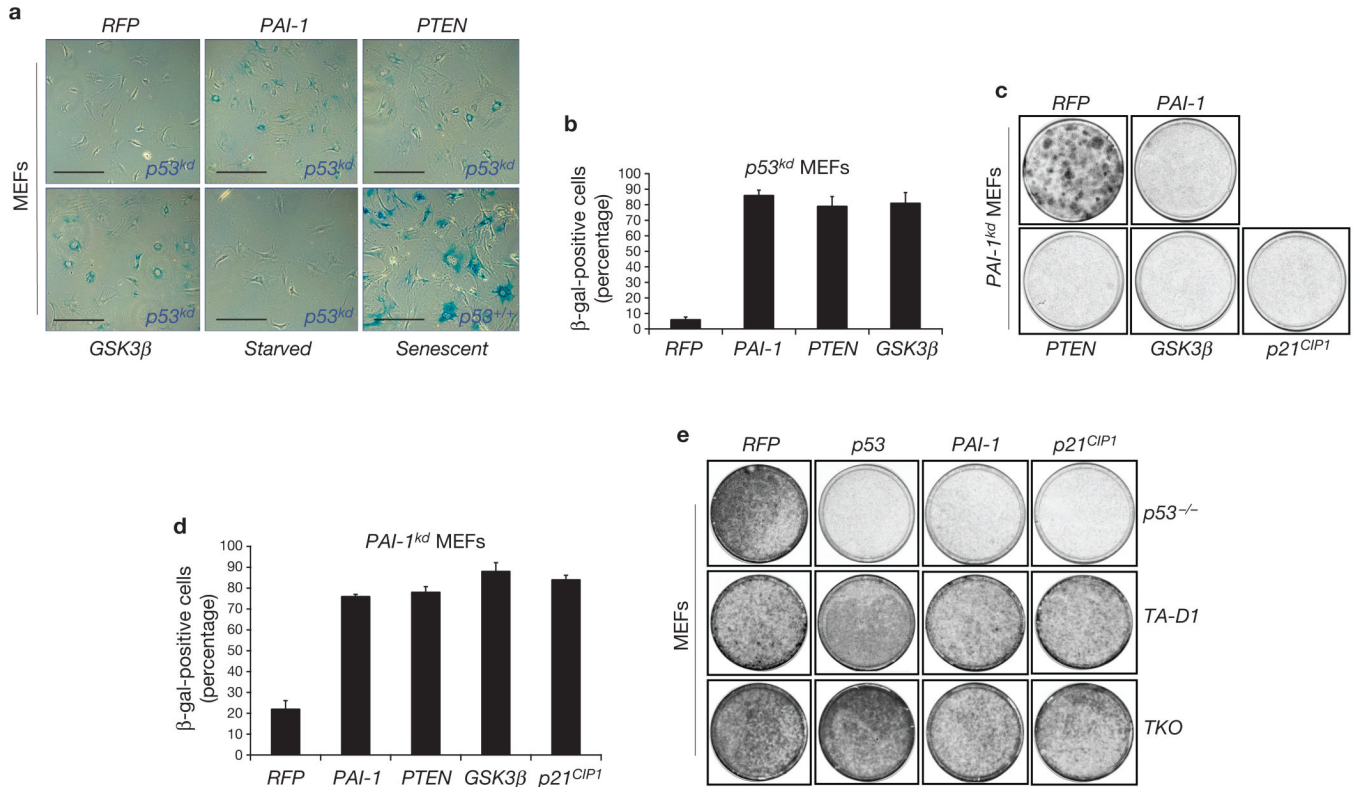 a
RFP PAI-1 PTEN
MEFs
p53kd p53kd p53kd
p53kd p53kd p53+/+
GSK3β Starved Senescent
b
p53kd MEFs
β-gal-positive cells
(percentage)
90
80
70
60
50
40
30
20
10
0
RFP PAI-1 PTEN GSK3β
c
RFP PAI-1
PAI-1kd MEFs
PTEN GSK3β p21CIP1
d
PAI-1kd MEFs
β-gal-positive cells
(percentage)
100
90
80
70
60
50
40
30
20
10
0
RFP PAI-1 PTEN GSK3β p21CIP1
e
RFP p53 PAI-1 p21CIP1
MEFs
p53−/−
TA-D1
TKO